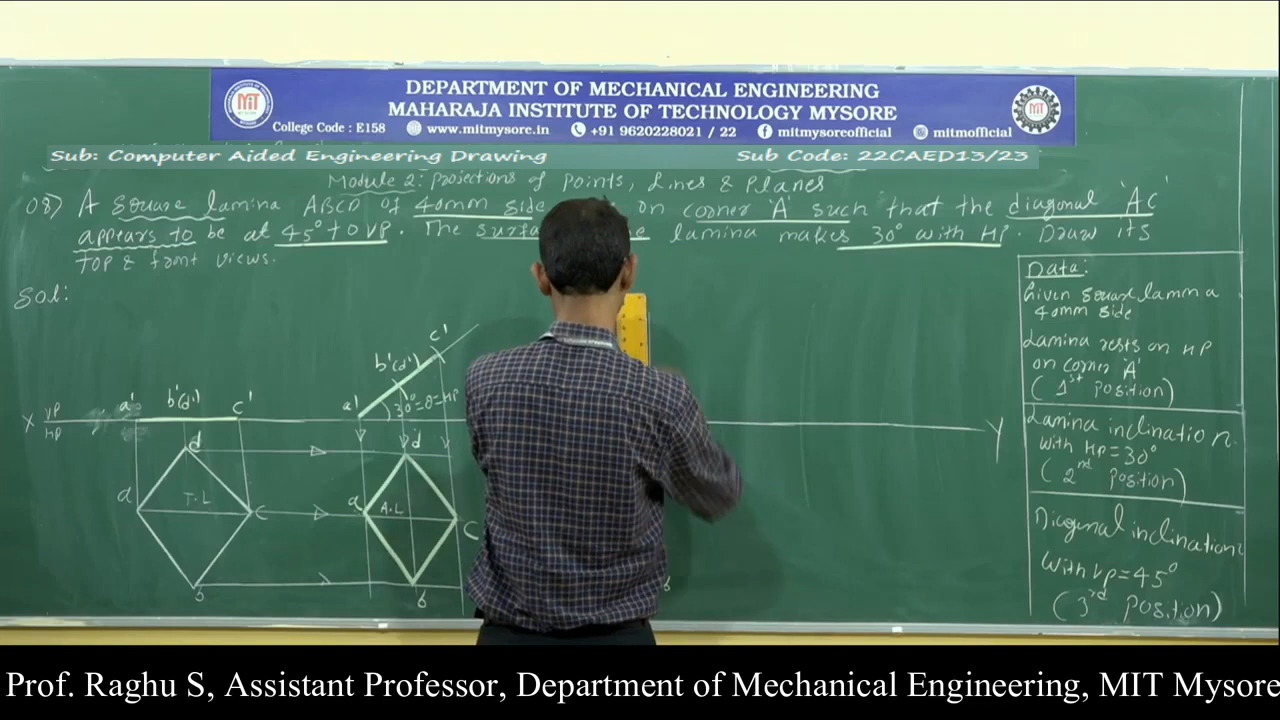 DEPARTMENT OF MECHANICAL ENGINEERING
MAHARAJA INSTITUTE OF TECHNOLOGY MYSORE
MIT
College Code : E158 www.mitmysore.in +91 9620228021 / 22 mitmysoreofficial mitmofficial
Sub: Computer Aided Engineering Drawing Sub Code: 22CAED13/23
Module 2: Projections of Points, Lines & Planes
08) A square lamina ABCD of 40mm side on corner 'A' such that the diagonal 'AC'
appears to be at 45° to VP. The lamina makes 30° with HP. Draw its
Top & front views.
Sol:
Data:
Given square lamina
40mm side
Lamina rests on HP
on corner 'A'
(1st Position)
Lamina inclination
with HP=30°
(2nd Position)
Diagonal inclination
with VP=45°
(3rd Position)
X VP
HP
a' b'(d') c'
a' b'(d') c'
30°=θ=HP
Y
d d
a T.L c
a A.L C
b b
b
Prof. Raghu S, Assistant Professor, Department of Mechanical Engineering, MIT Mysore